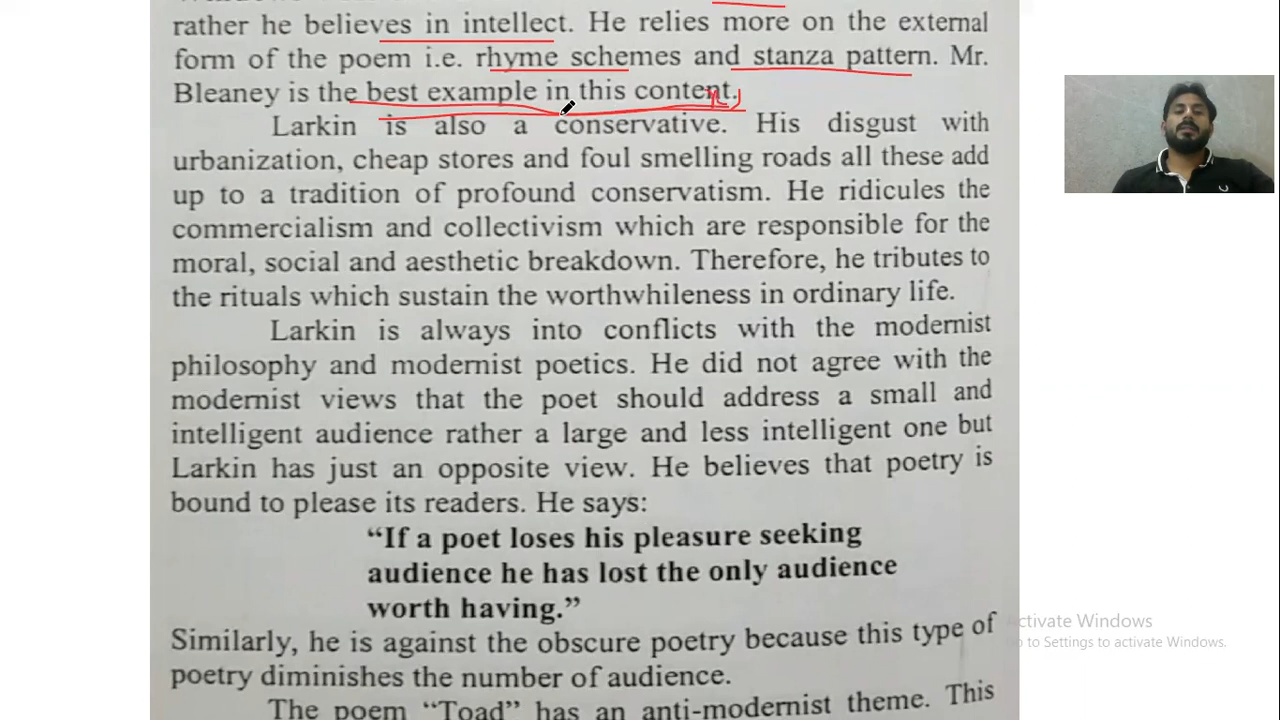 rather he believes in intellect. He relies more on the external
form of the poem i.e. rhyme schemes and stanza pattern. Mr.
Bleaney is the best example in this content.
Larkin is also a conservative. His disgust with
urbanization, cheap stores and foul smelling roads all these add
up to a tradition of profound conservatism. He ridicules the
commercialism and collectivism which are responsible for the
moral, social and aesthetic breakdown. Therefore, he tributes to
the rituals which sustain the worthwhileness in ordinary life.
Larkin is always into conflicts with the modernist
philosophy and modernist poetics. He did not agree with the
modernist views that the poet should address a small and
intelligent audience rather a large and less intelligent one but
Larkin has just an opposite view. He believes that poetry is
bound to please its readers. He says:
“If a poet loses his pleasure seeking
audience he has lost the only audience
worth having.”
Similarly, he is against the obscure poetry because this type of
poetry diminishes the number of audience.
The poem “Toad” has an anti-modernist theme. This
Activate Windows
to Settings to activate Windows.